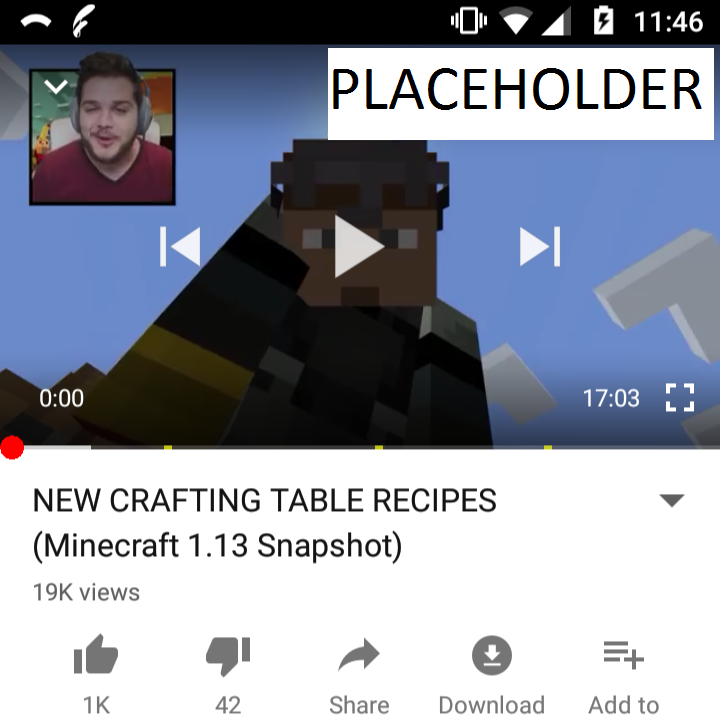 11:46
PLACEHOLDER
0:00
17:03
NEW CRAFTING TABLE RECIPES
(Minecraft 1.13 Snapshot)
19K views
1K
42
Share
Download
Add to